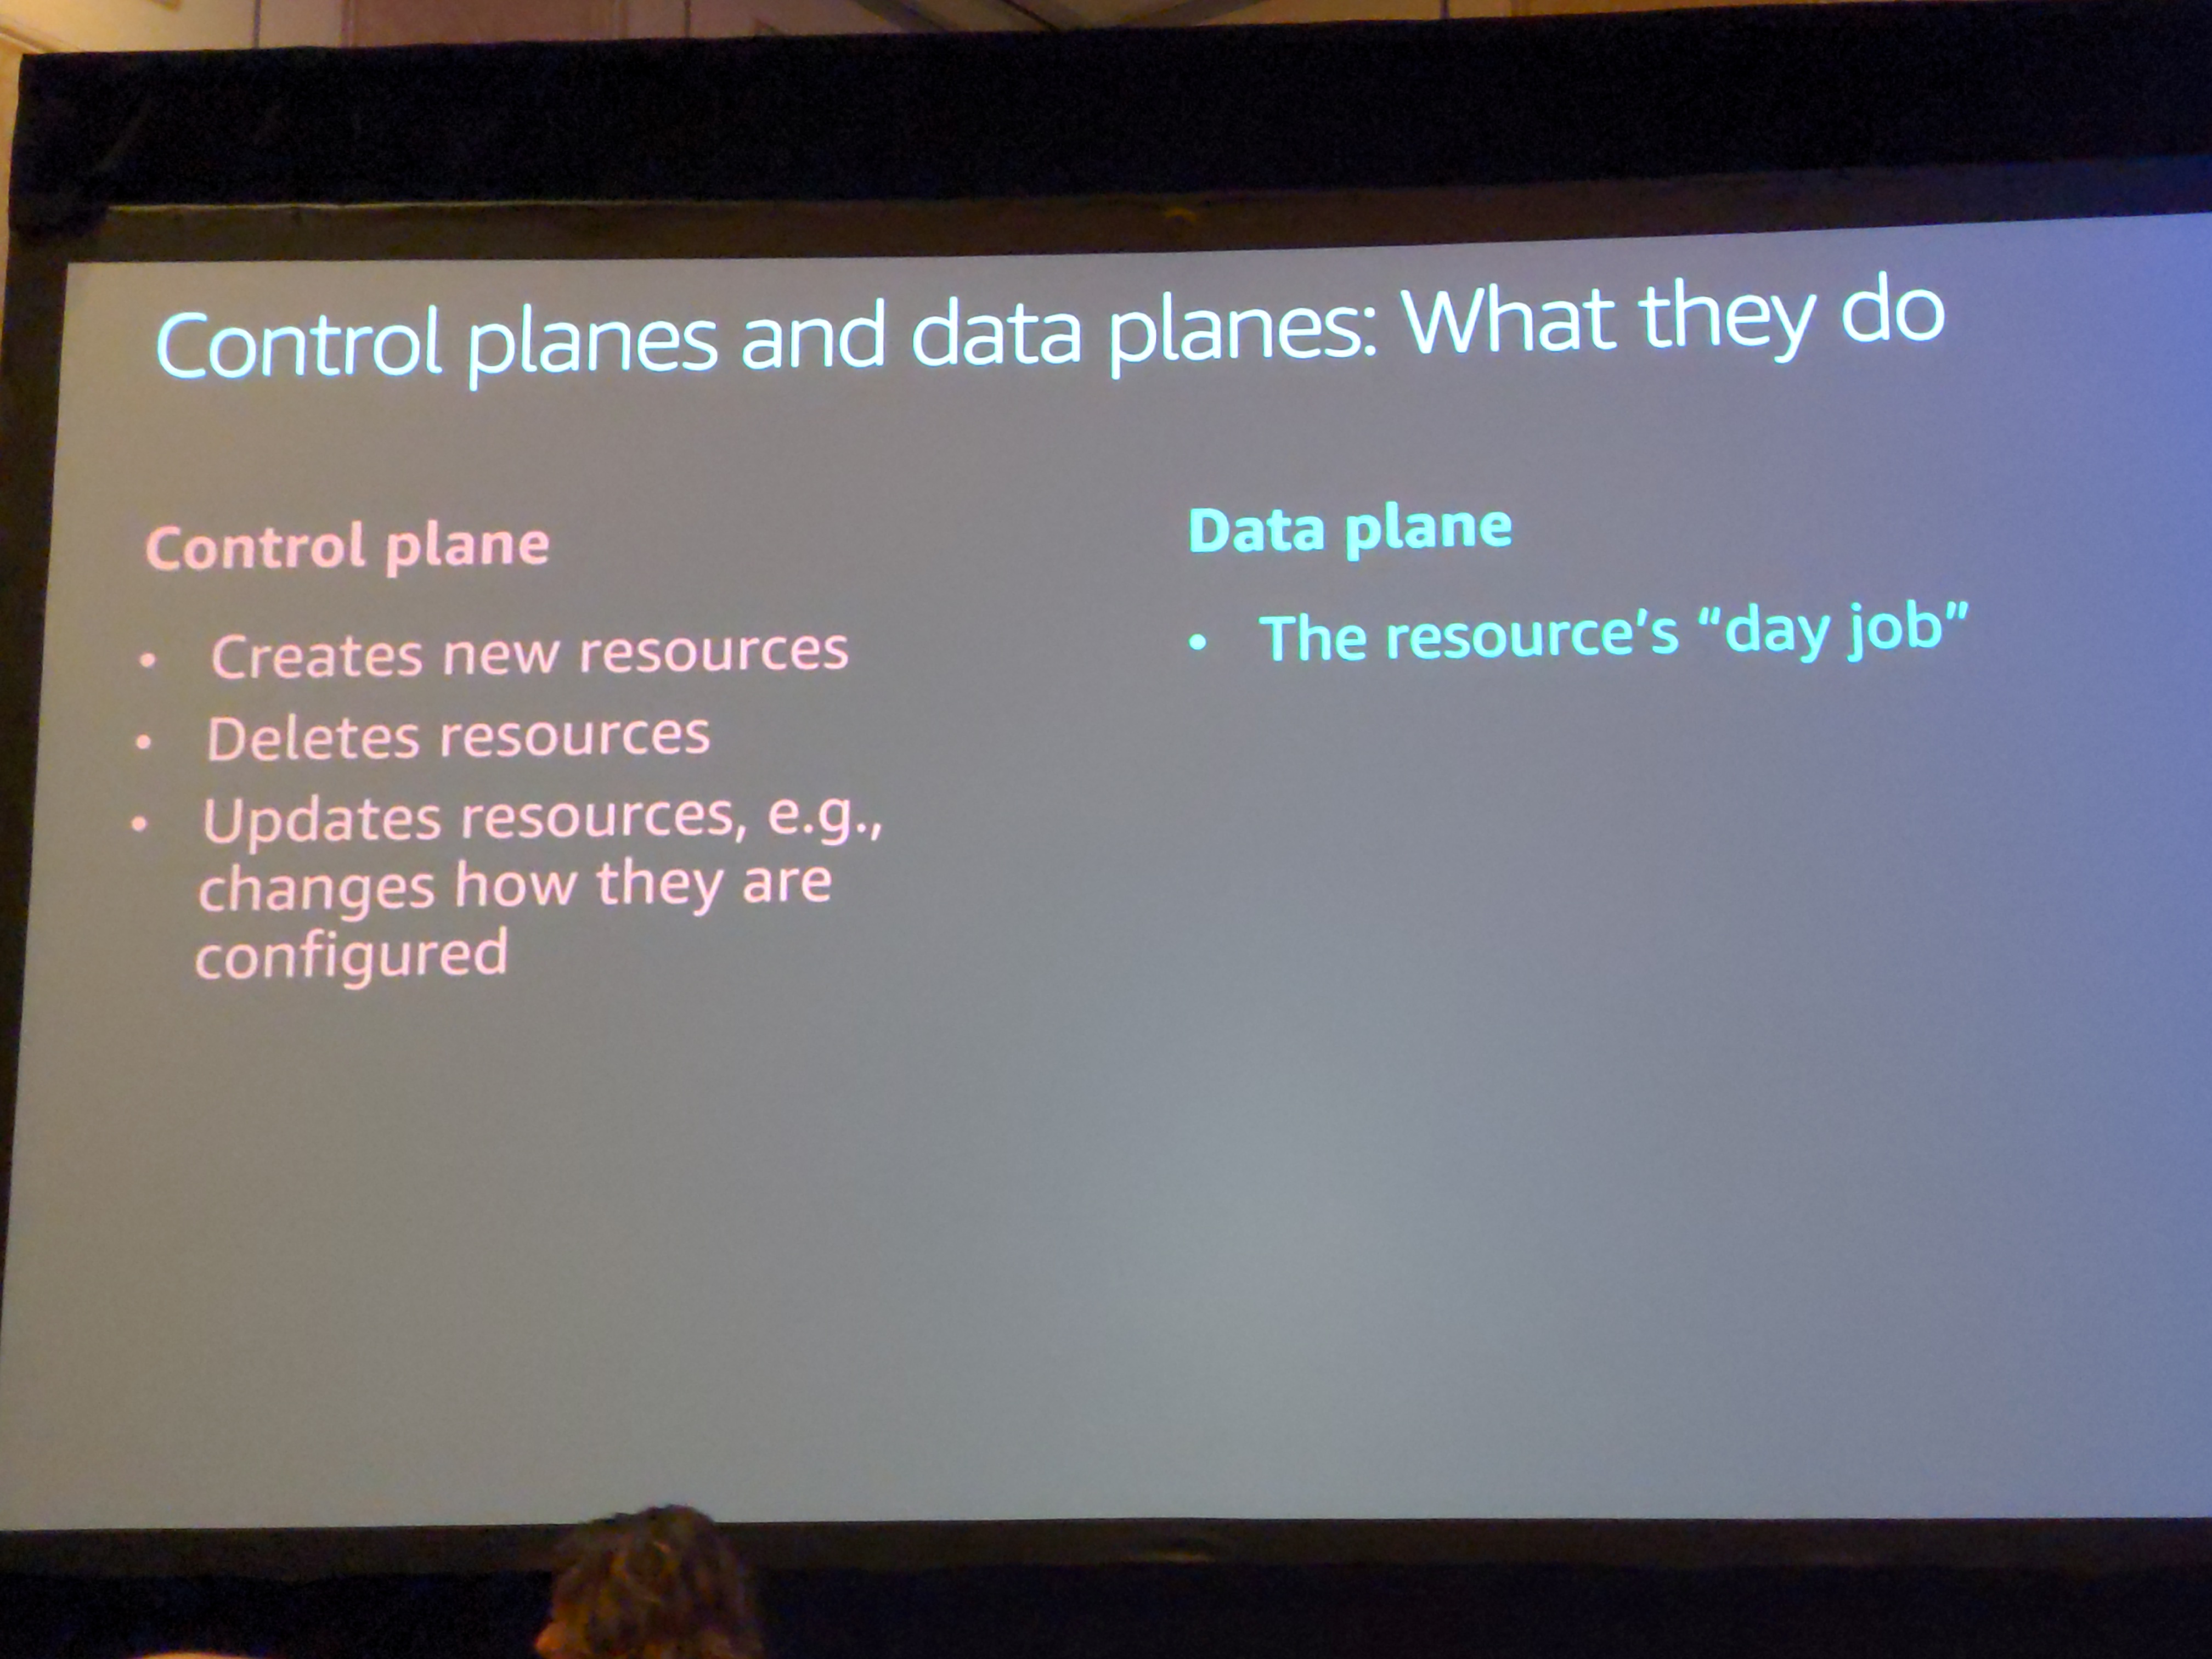 Control planes and data planes: What they do
Control plane
• Creates new resources
• Deletes resources
• Updates resources, e.g.,
changes how they are
configured
Data plane
• The resource’s “day job”